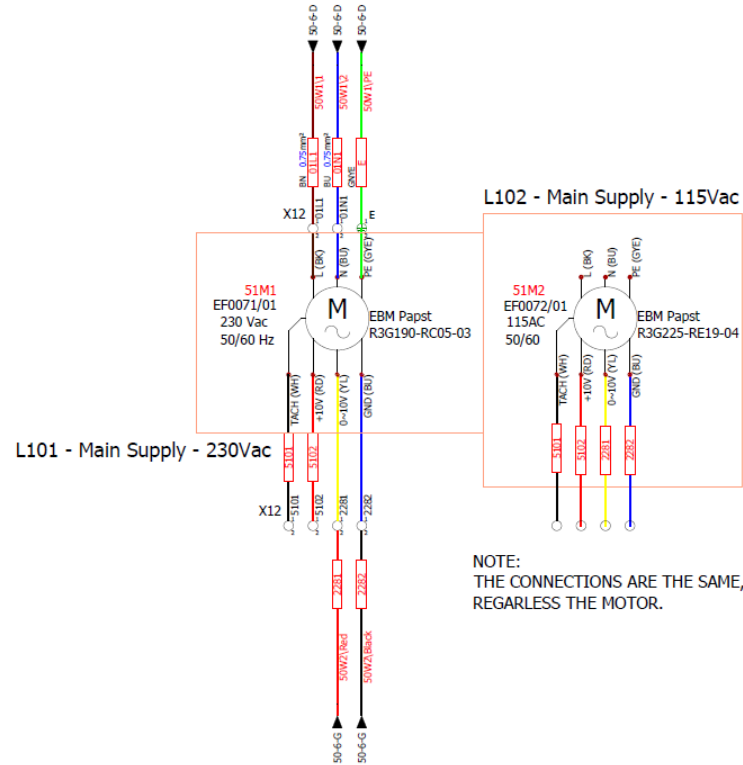 50-6-D
50-6-D
50-6-D
50W1\1
50W1\2
50W1\PE
BN 0.75mm²
01L1
BU 0.75mm²
01N1
GNYE
E
X12
01L1
01N1
E
L102 - Main Supply - 115Vac
L (BK)
N (BU)
PE (GYE)
51M1
EF0071/01
230 Vac
50/60 Hz
M
EBM Papst
R3G190-RC05-03
TACH (WH)
+10V (RD)
0~10V (YL)
GND (BU)
L (BK)
N (BU)
PE (GYE)
51M2
EF0072/01
115AC
50/60
M
EBM Papst
R3G225-RE19-04
TACH (WH)
+10V (RD)
0~10V (YL)
GND (BU)
L101 - Main Supply - 230Vac
5101
5102
5101
5102
2281
2282
X12
5101
5102
2281
2282
NOTE:
THE CONNECTIONS ARE THE SAME,
REGARLESS THE MOTOR.
2281
2282
50W2\Red
50W2\Black
50-6-G
50-6-G